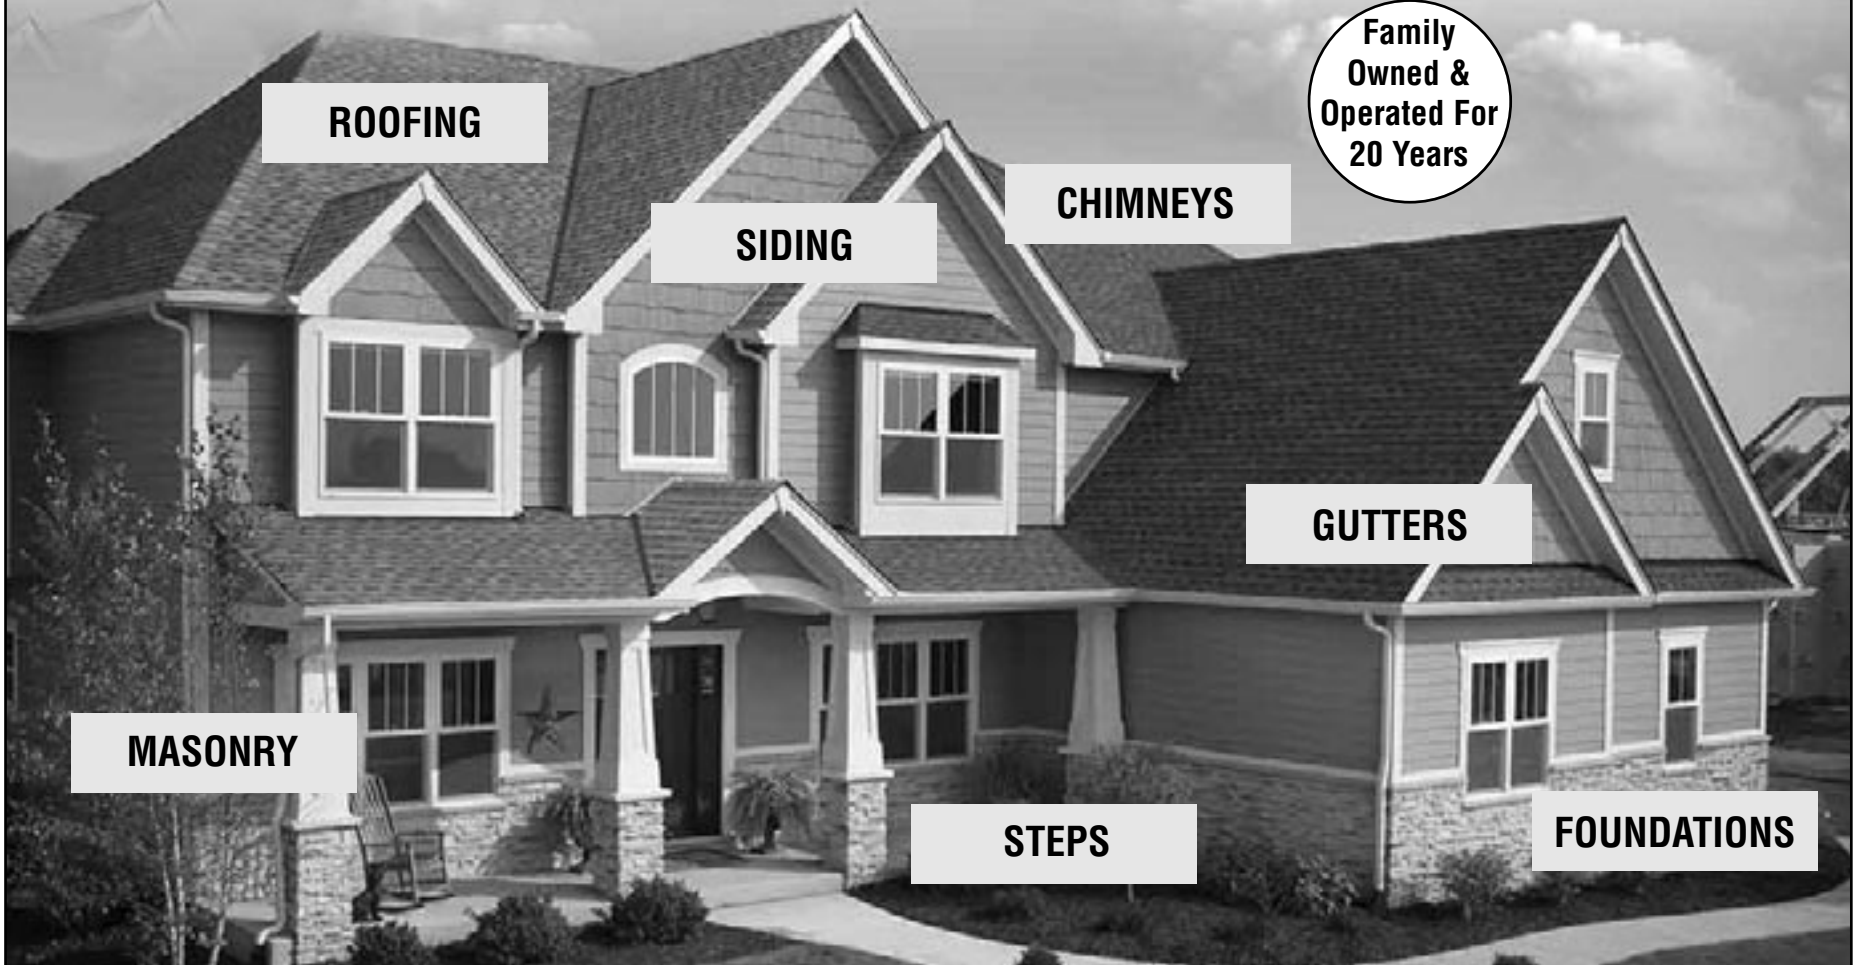 Family
Owned &
Operated For
20 Years
ROOFING
CHIMNEYS
SIDING
GUTTERS
MASONRY
STEPS
FOUNDATIONS